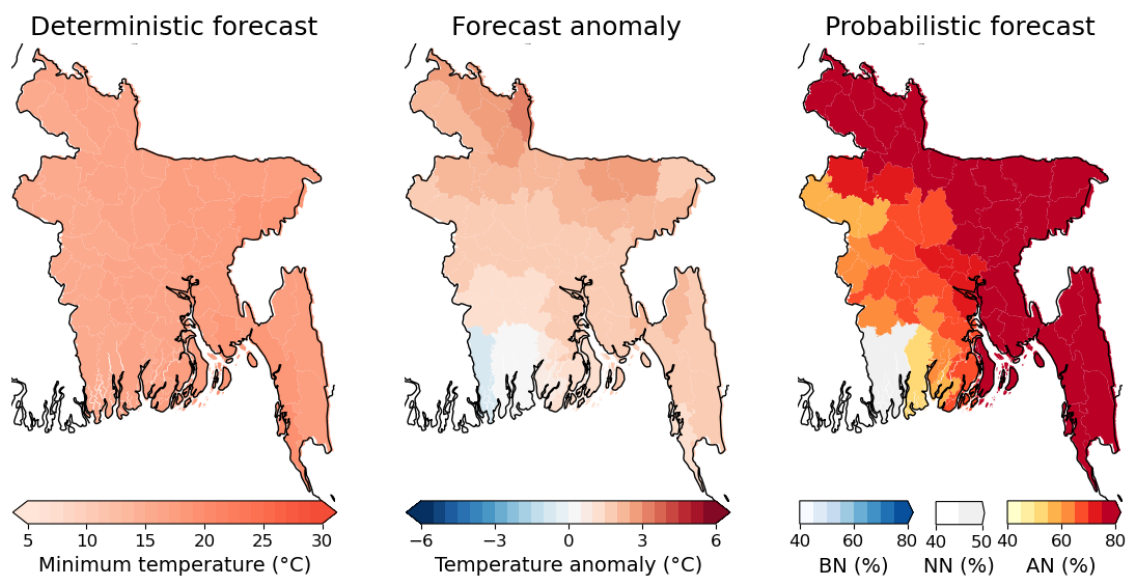 Deterministic forecast
Forecast anomaly
Probabilistic forecast
5 10 15 20 25 30
Minimum temperature (°C)
−6 −3 0 3 6
Temperature anomaly (°C)
40 60 80
BN (%)
40 50
NN (%)
40 60 80
AN (%)